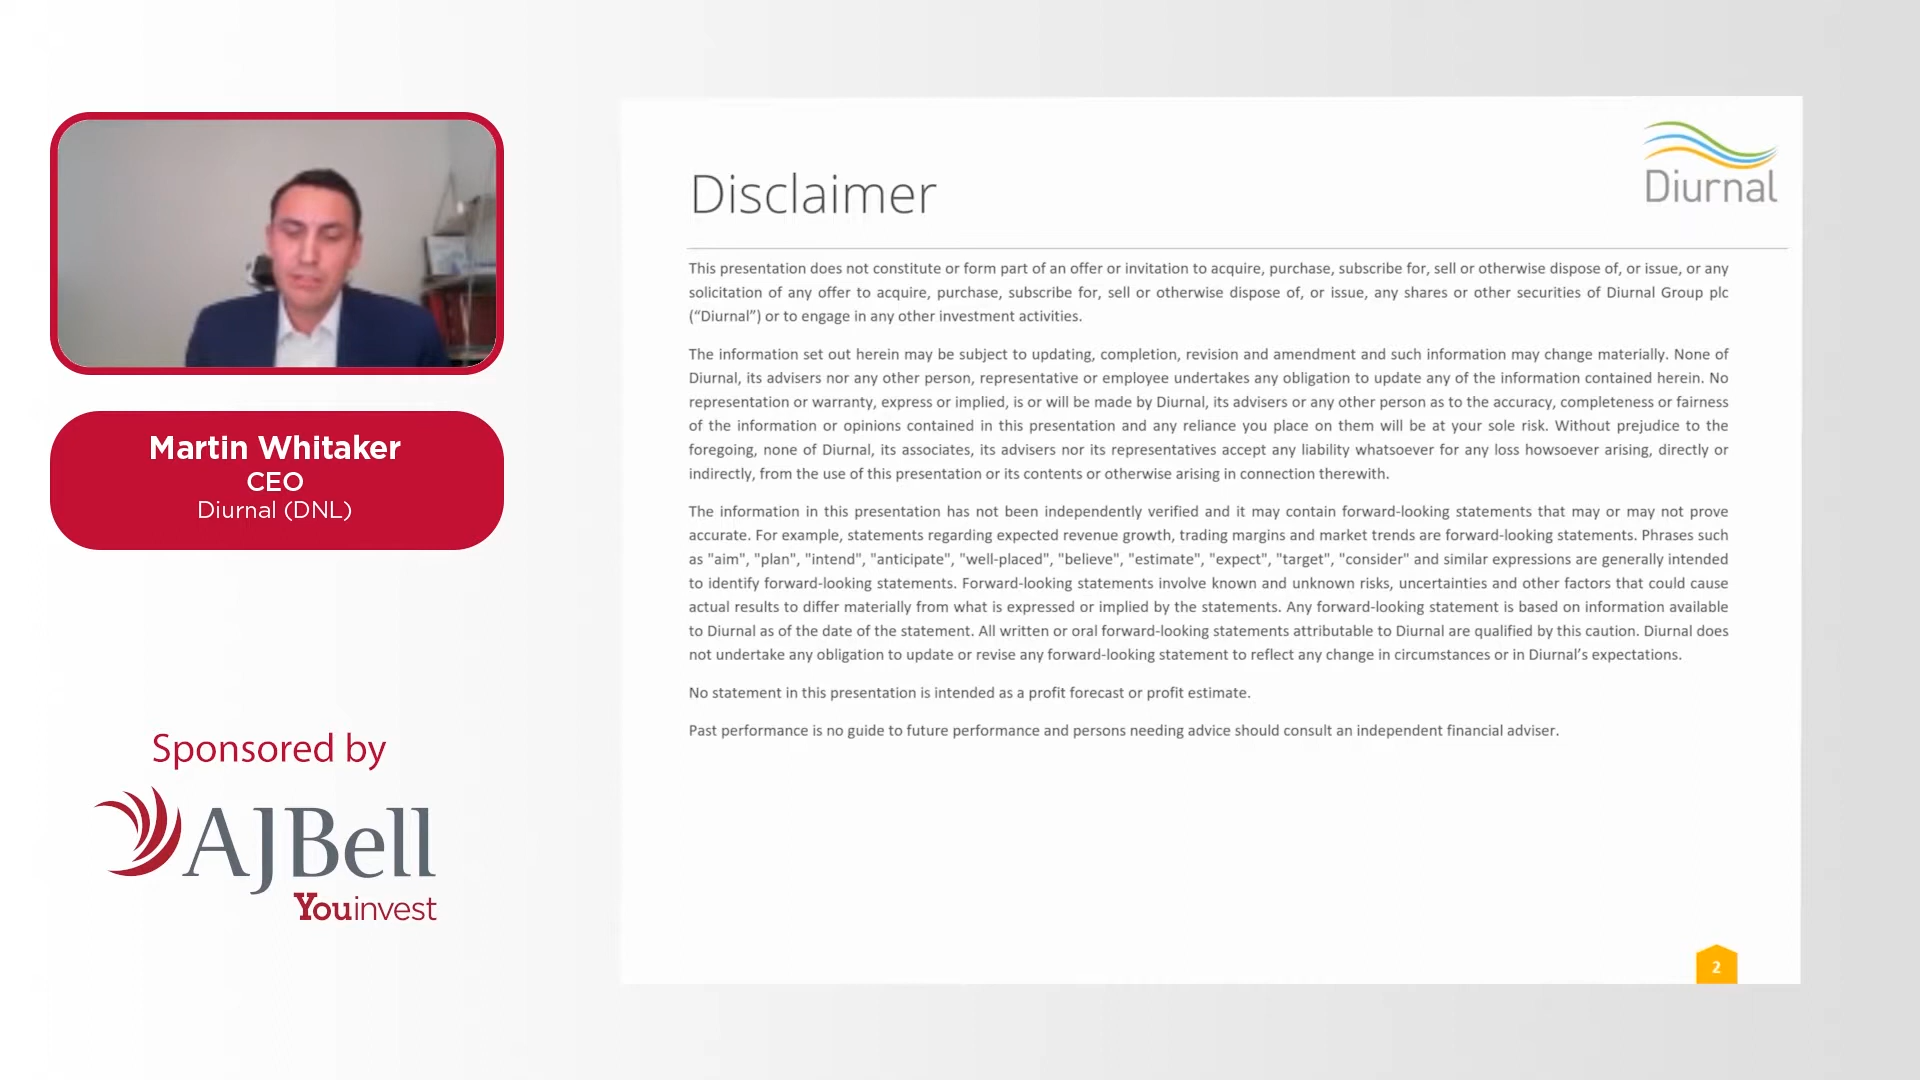 Martin Whitaker
CEO
Diurnal (DNL)
Sponsored by
AJBell
Youinvest
Diurnal
Disclaimer
This presentation does not constitute or form part of an offer or invitation to acquire, purchase, subscribe for, sell or otherwise dispose of, or issue, or any
solicitation of any offer to acquire, purchase, subscribe for, sell or otherwise dispose of, or issue, any shares or other securities of Diurnal Group plc
(“Diurnal”) or to engage in any other investment activities.
The information set out herein may be subject to updating, completion, revision and amendment and such information may change materially. None of
Diurnal, its advisers nor any other person, representative or employee undertakes any obligation to update any of the information contained herein. No
representation or warranty, express or implied, is or will be made by Diurnal, its advisers or any other person as to the accuracy, completeness or fairness
of the information or opinions contained in this presentation and any reliance you place on them will be at your sole risk. Without prejudice to the
foregoing, none of Diurnal, its associates, its advisers nor its representatives accept any liability whatsoever for any loss howsoever arising, directly or
indirectly, from the use of this presentation or its contents or otherwise arising in connection therewith.
The information in this presentation has not been independently verified and it may contain forward-looking statements that may or may not prove
accurate. For example, statements regarding expected revenue growth, trading margins and market trends are forward-looking statements. Phrases such
as "aim", "plan", "intend", "anticipate", "well-placed", "believe", "estimate", "expect", "target", "consider" and similar expressions are generally intended
to identify forward-looking statements. Forward-looking statements involve known and unknown risks, uncertainties and other factors that could cause
actual results to differ materially from what is expressed or implied by the statements. Any forward-looking statement is based on information available
to Diurnal as of the date of the statement. All written or oral forward-looking statements attributable to Diurnal are qualified by this caution. Diurnal does
not undertake any obligation to update or revise any forward-looking statement to reflect any change in circumstances or in Diurnal’s expectations.
No statement in this presentation is intended as a profit forecast or profit estimate.
Past performance is no guide to future performance and persons needing advice should consult an independent financial adviser.
2